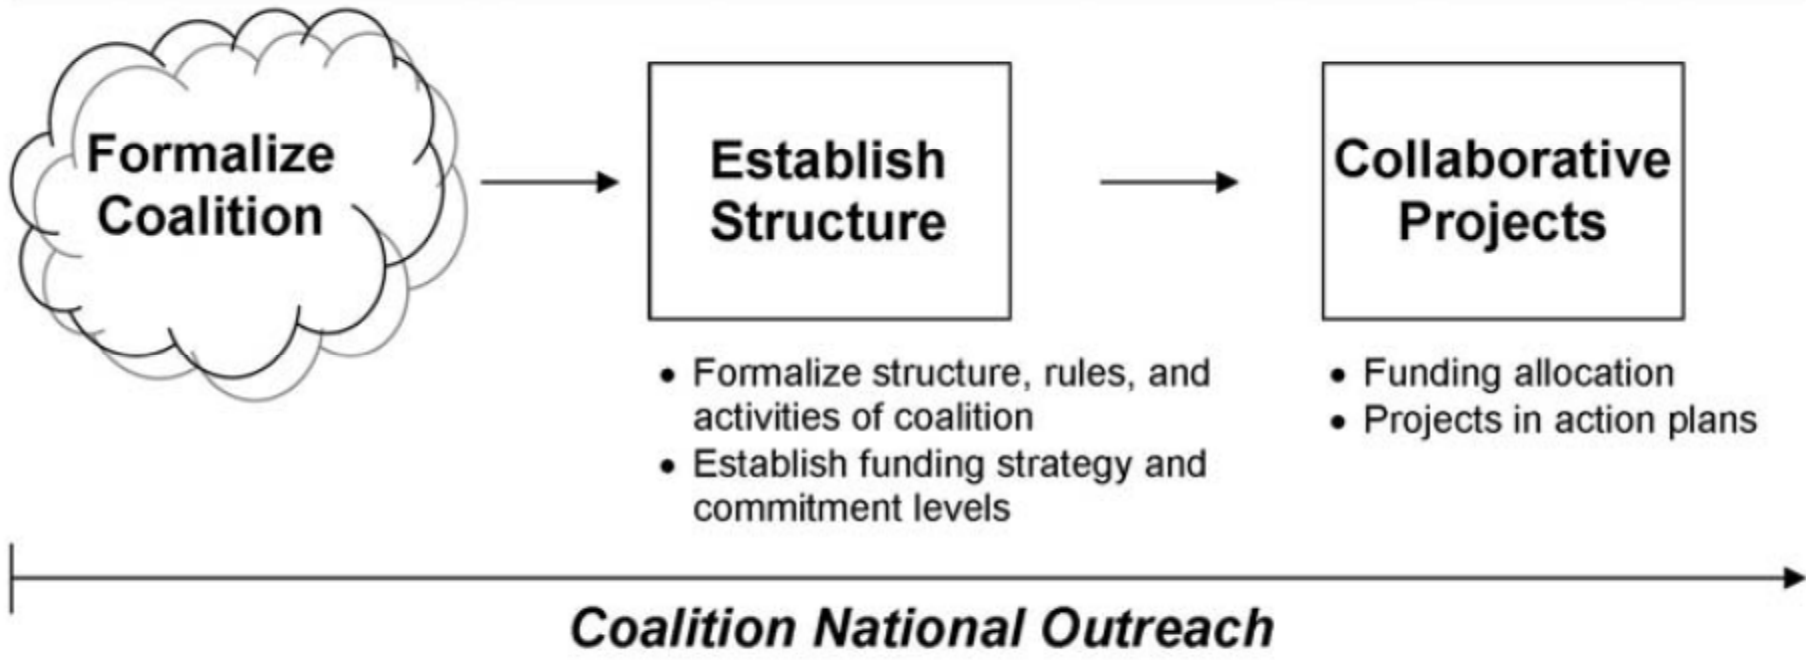 Formalize
Coalition
Establish
Structure
Collaborative
Projects
• Formalize structure, rules, and
activities of coalition
• Establish funding strategy and
commitment levels
• Funding allocation
• Projects in action plans
Coalition National Outreach